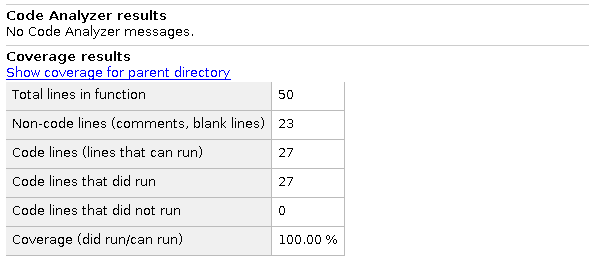 Code Analyzer results
No Code Analyzer messages.
Coverage results
Show coverage for parent directory
Total lines in function 50
Non-code lines (comments, blank lines) 23
Code lines (lines that can run) 27
Code lines that did run 27
Code lines that did not run 0
Coverage (did run/can run) 100.00 %